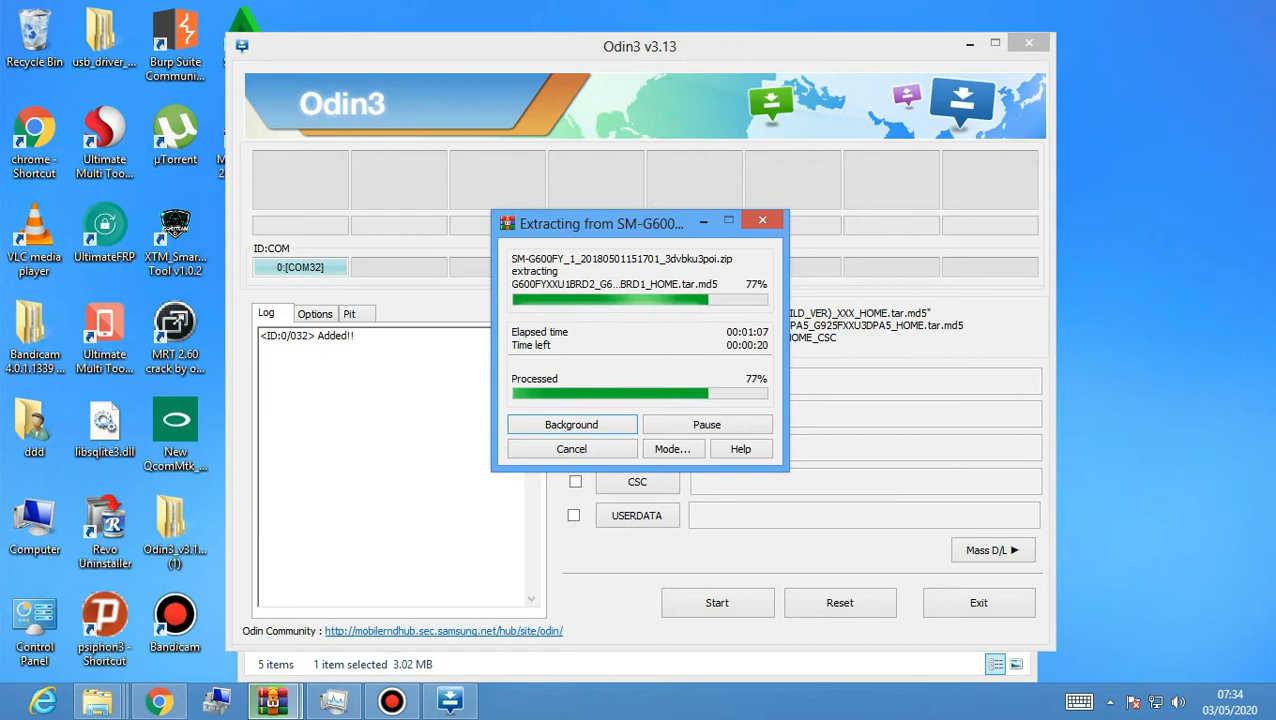 Recycle Bin
usb_driver_...
Burp Suite
Communi...
chrome -
Shortcut
Ultimate
Multi Too...
µTorrent
VLC media
player
UltimateFRP
XTM_Smar...
Tool v1.0.2
Bandicam
4.0.1.1339 ...
Ultimate
Multi Too...
MRT 2.60
crack by o...
ddd
libsqlite3.dll
New
QcomMtk_...
Computer
Revo
Uninstaller
Odin3_v3.1...
(1)
Control
Panel
psiphon3 -
Shortcut
Bandicam
Odin3 v3.13
Odin3
ID:COM
0:[COM32]
Log
Options
Pit
<ID:0/032> Added!!
ILD_VER)_XXX_HOME.tar.md5"
PA5_G925FXXU3DPA5_HOME.tar.md5
HOME_CSC
Extracting from SM-G600...
SM-G600FY_1_20180501151701_3dvbku3poi.zip
extracting
G600FYXXU1BRD2_G6...BRD1_HOME.tar.md5
77%
Elapsed time
00:01:07
Time left
00:00:20
Processed
77%
Background
Pause
Cancel
Mode...
Help
CSC
USERDATA
Mass D/L ▶
Start
Reset
Exit
Odin Community : http://mobilerndhub.sec.samsung.net/hub/site/odin/
5 items
1 item selected 3.02 MB
07:34
03/05/2020